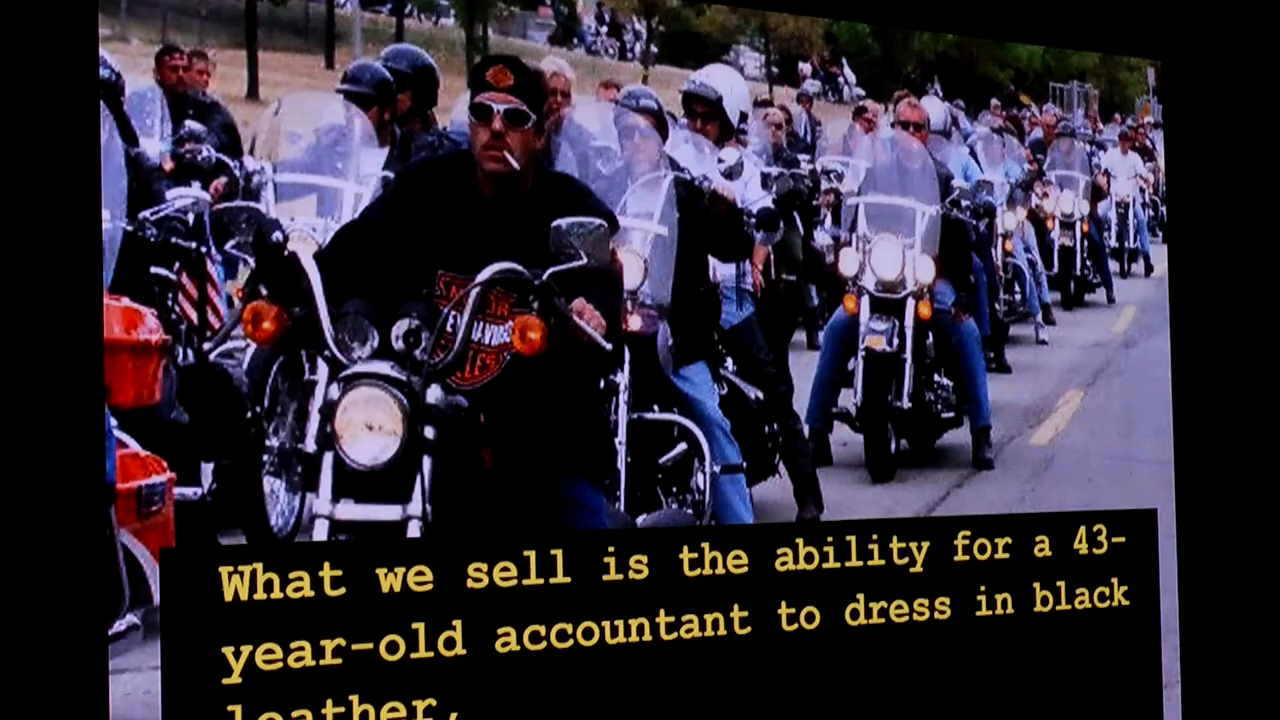 What we sell is the ability for a 43-
year-old accountant to dress in black
leather,